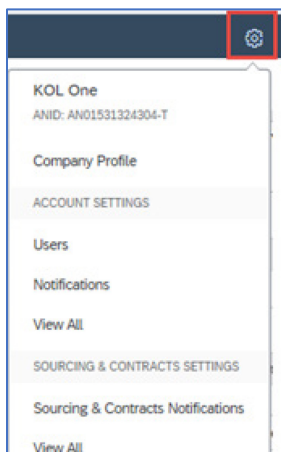 KOL One
ANID: AN01531324304-T
Company Profile
ACCOUNT SETTINGS
Users
Notifications
View All
SOURCING & CONTRACTS SETTINGS
Sourcing & Contracts Notifications
View All